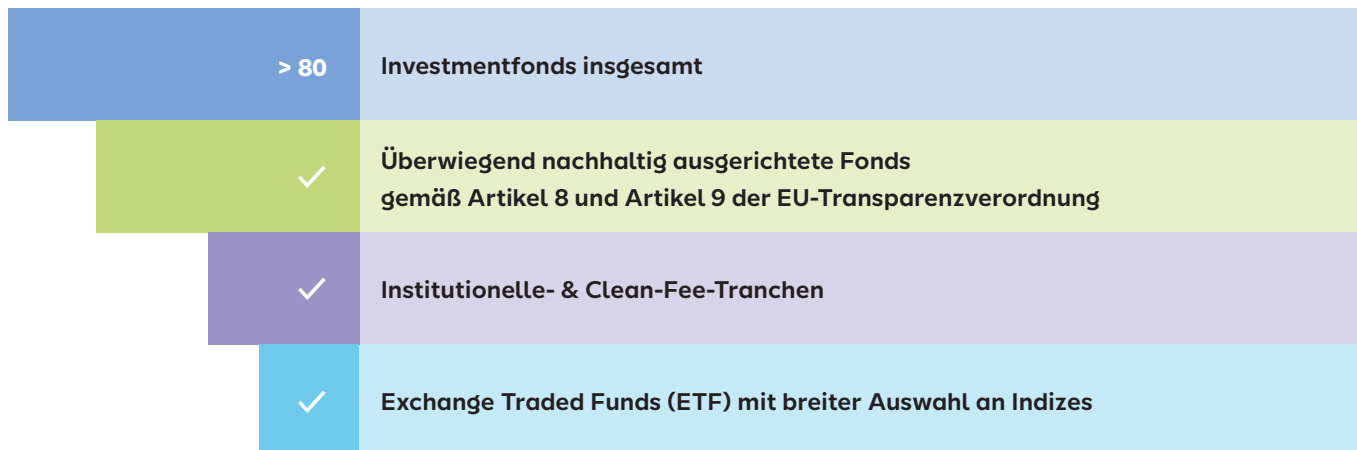 > 80 Investmentfonds insgesamt
Überwiegend nachhaltig ausgerichtete Fonds
gemäß Artikel 8 und Artikel 9 der EU-Transparenzverordnung
Institutionelle- & Clean-Fee-Tranchen
Exchange Traded Funds (ETF) mit breiter Auswahl an Indizes